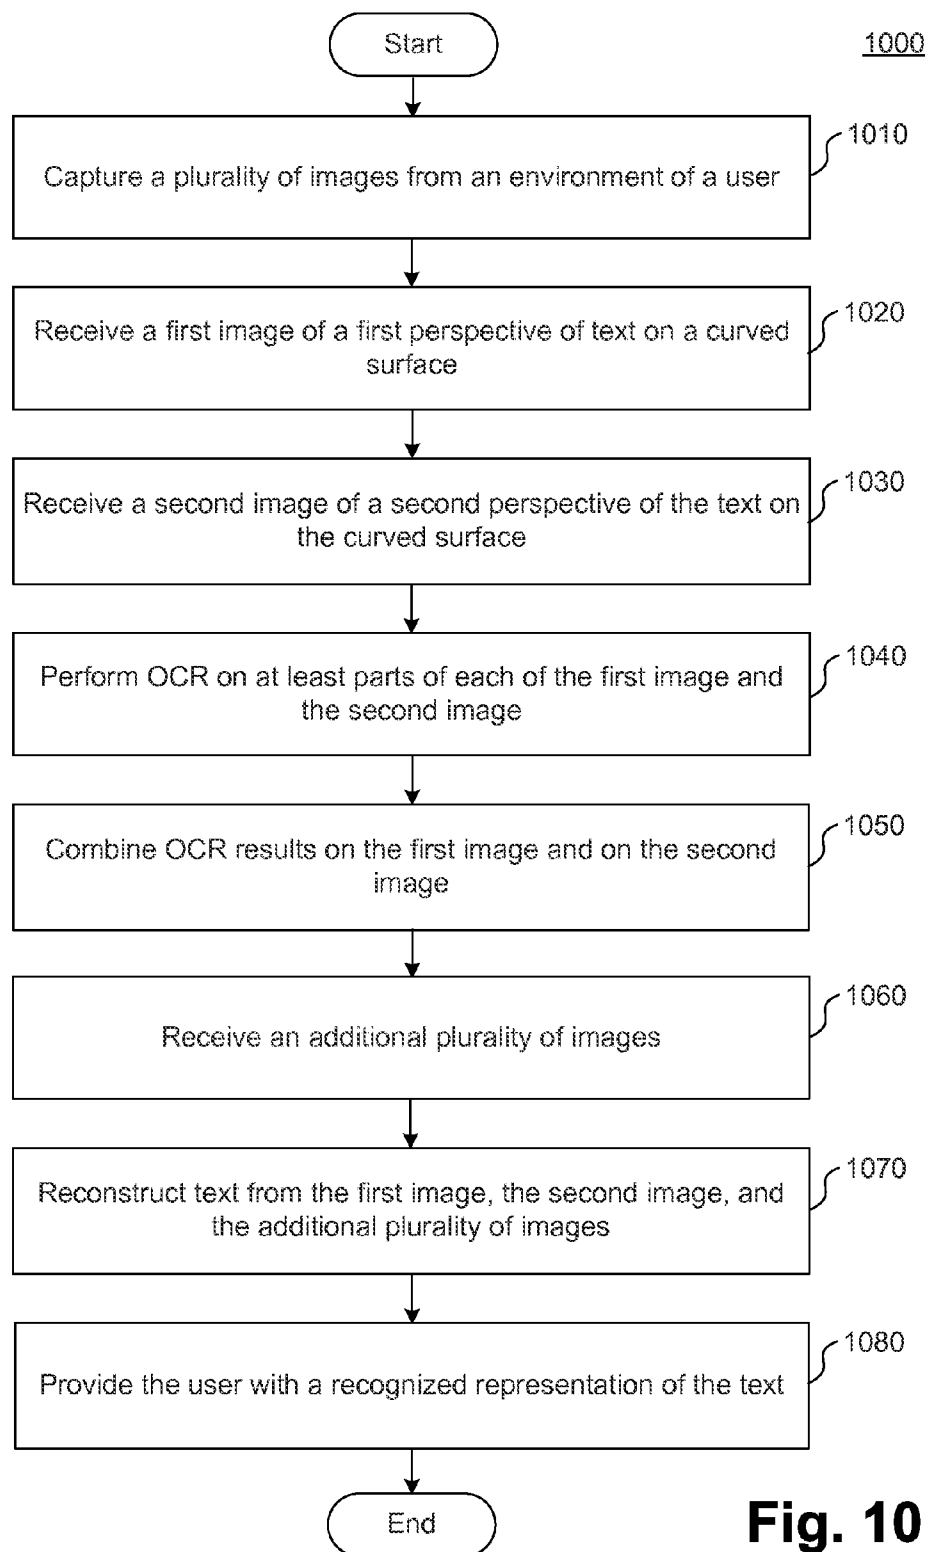 Start
1000
1010
Capture a plurality of images from an environment of a user
1020
Receive a first image of a first perspective of text on a curved
surface
1030
Receive a second image of a second perspective of the text on
the curved surface
1040
Perform OCR on at least parts of each of the first image and
the second image
1050
Combine OCR results on the first image and on the second
image
1060
Receive an additional plurality of images
1070
Reconstruct text from the first image, the second image, and
the additional plurality of images
1080
Provide the user with a recognized representation of the text
End
Fig. 10